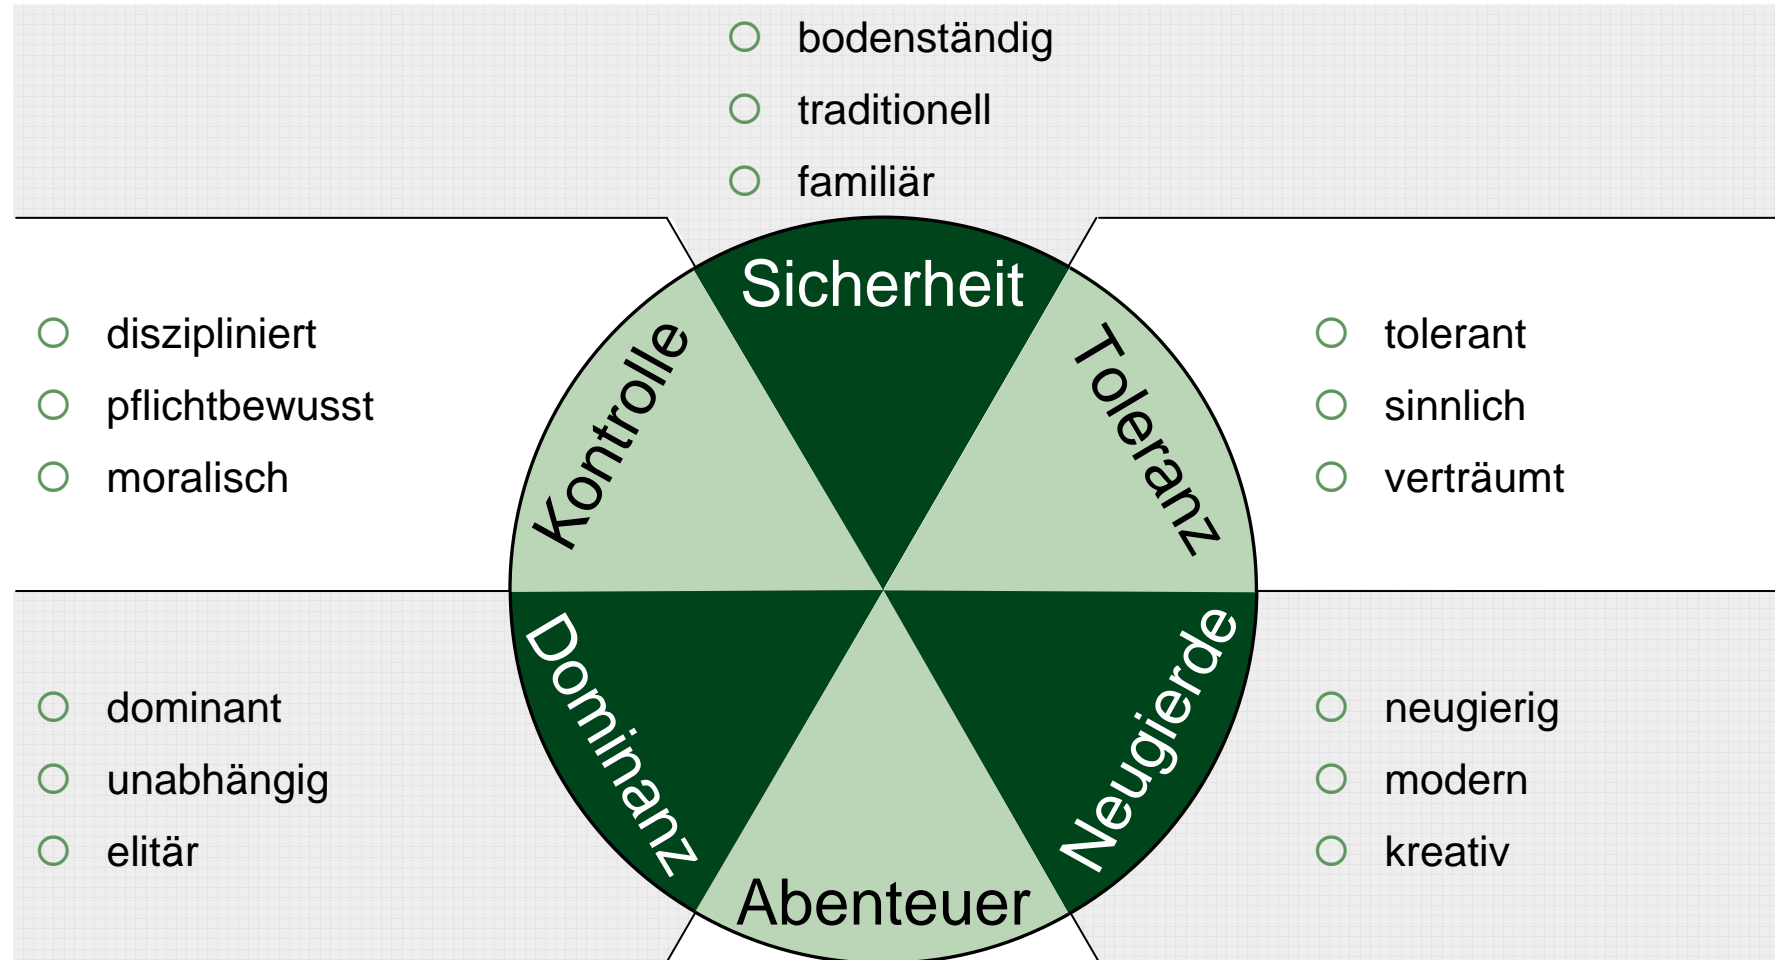 bodenständig
traditionell
familiär
Sicherheit
diszipliniert
pflichtbewusst
moralisch
Kontrolle
Toleranz
tolerant
sinnlich
verträumt
dominant
unabhängig
elitär
Dominanz
Neugierde
neugierig
modern
kreativ
Abenteuer